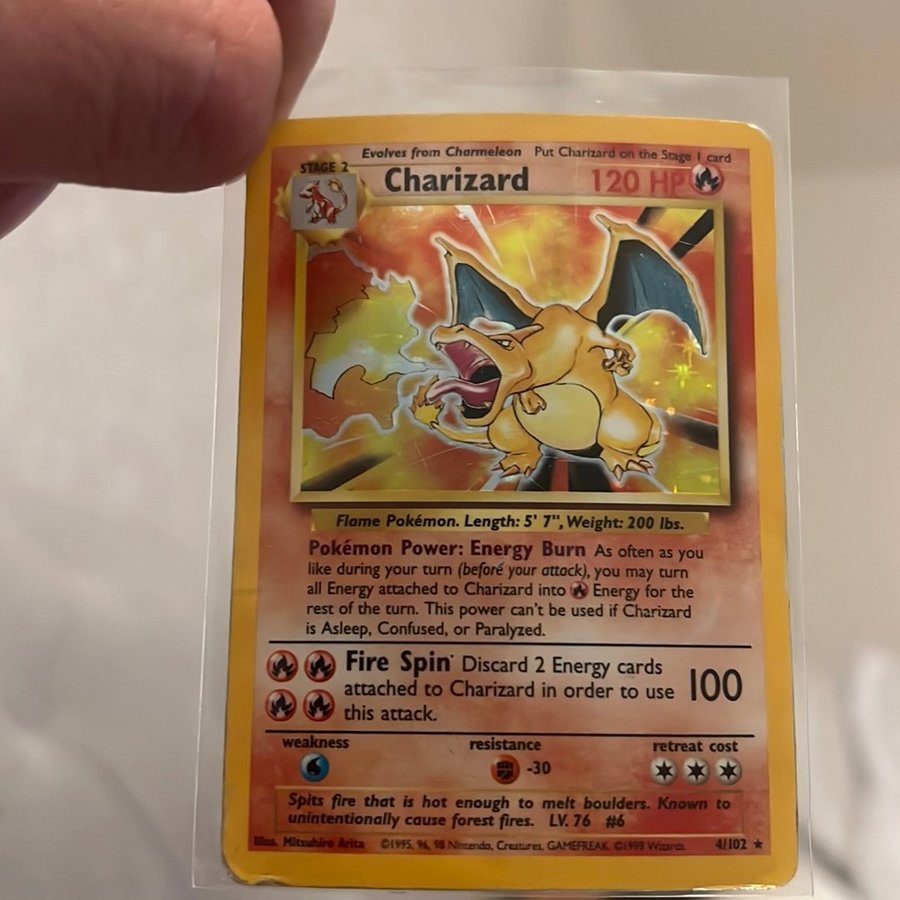 Evolves from Charmeleon Put Charizard on the Stage 1 card
STAGE 2
Charizard 120 HP
Flame Pokémon. Length: 5' 7", Weight: 200 lbs.
Pokémon Power: Energy Burn As often as you
like during your turn (before your attack), you may turn
all Energy attached to Charizard into Energy for the
rest of the turn. This power can't be used if Charizard
is Asleep, Confused, or Paralyzed.
Fire Spin Discard 2 Energy cards
attached to Charizard in order to use 100
this attack.
weakness resistance retreat cost
-30
Spits fire that is hot enough to melt boulders. Known to
unintentionally cause forest fires. LV. 76 #6
Illus. Mitsuhiro Arita ©1995, 96, 98 Nintendo, Creatures, GAMEFREAK. ©1999 Wizards 4/102 ★